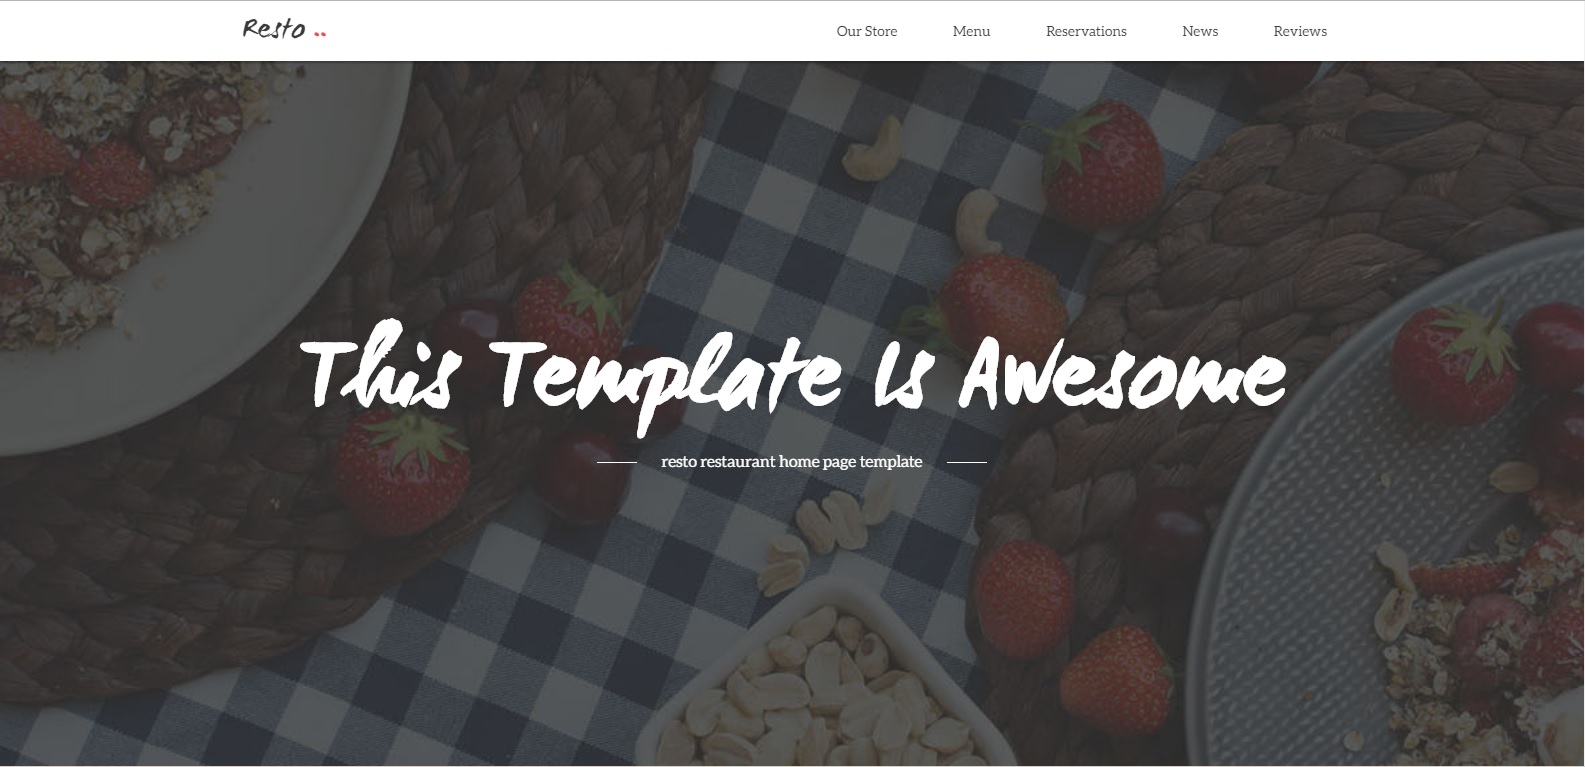 Resto ..
Our Store Menu Reservations News Reviews
This Template Is Awesome
resto restaurant home page template